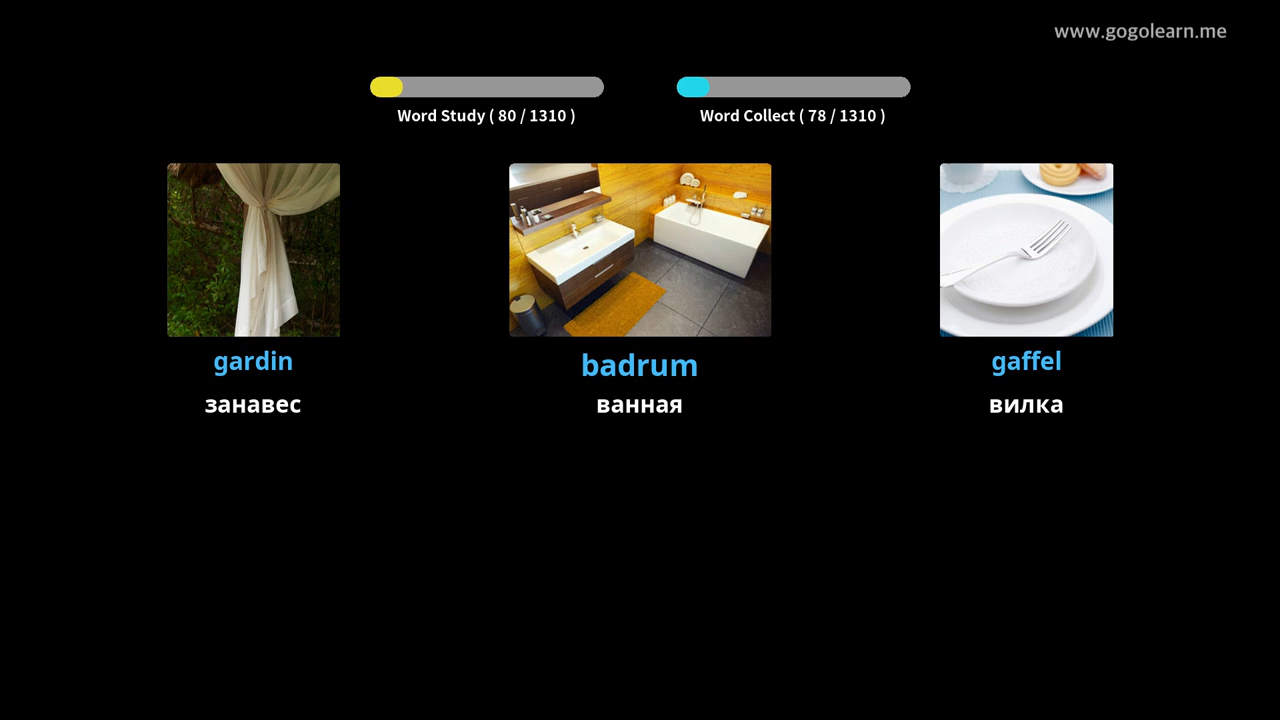 www.gogolearn.me
Word Study ( 80 / 1310 )
Word Collect ( 78 / 1310 )
gardin
badrum
gaffel
занавес
ванная
вилка